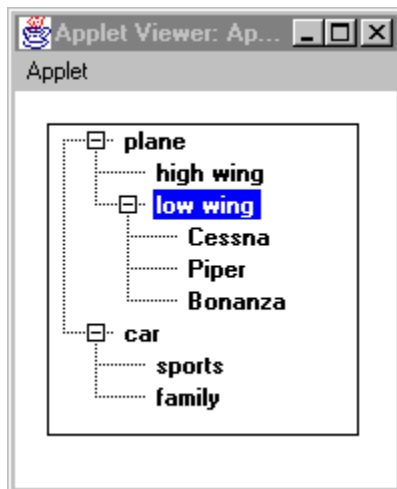 Applet Viewer: Ap...
Applet
plane
high wing
low wing
Cessna
Piper
Bonanza
car
sports
family